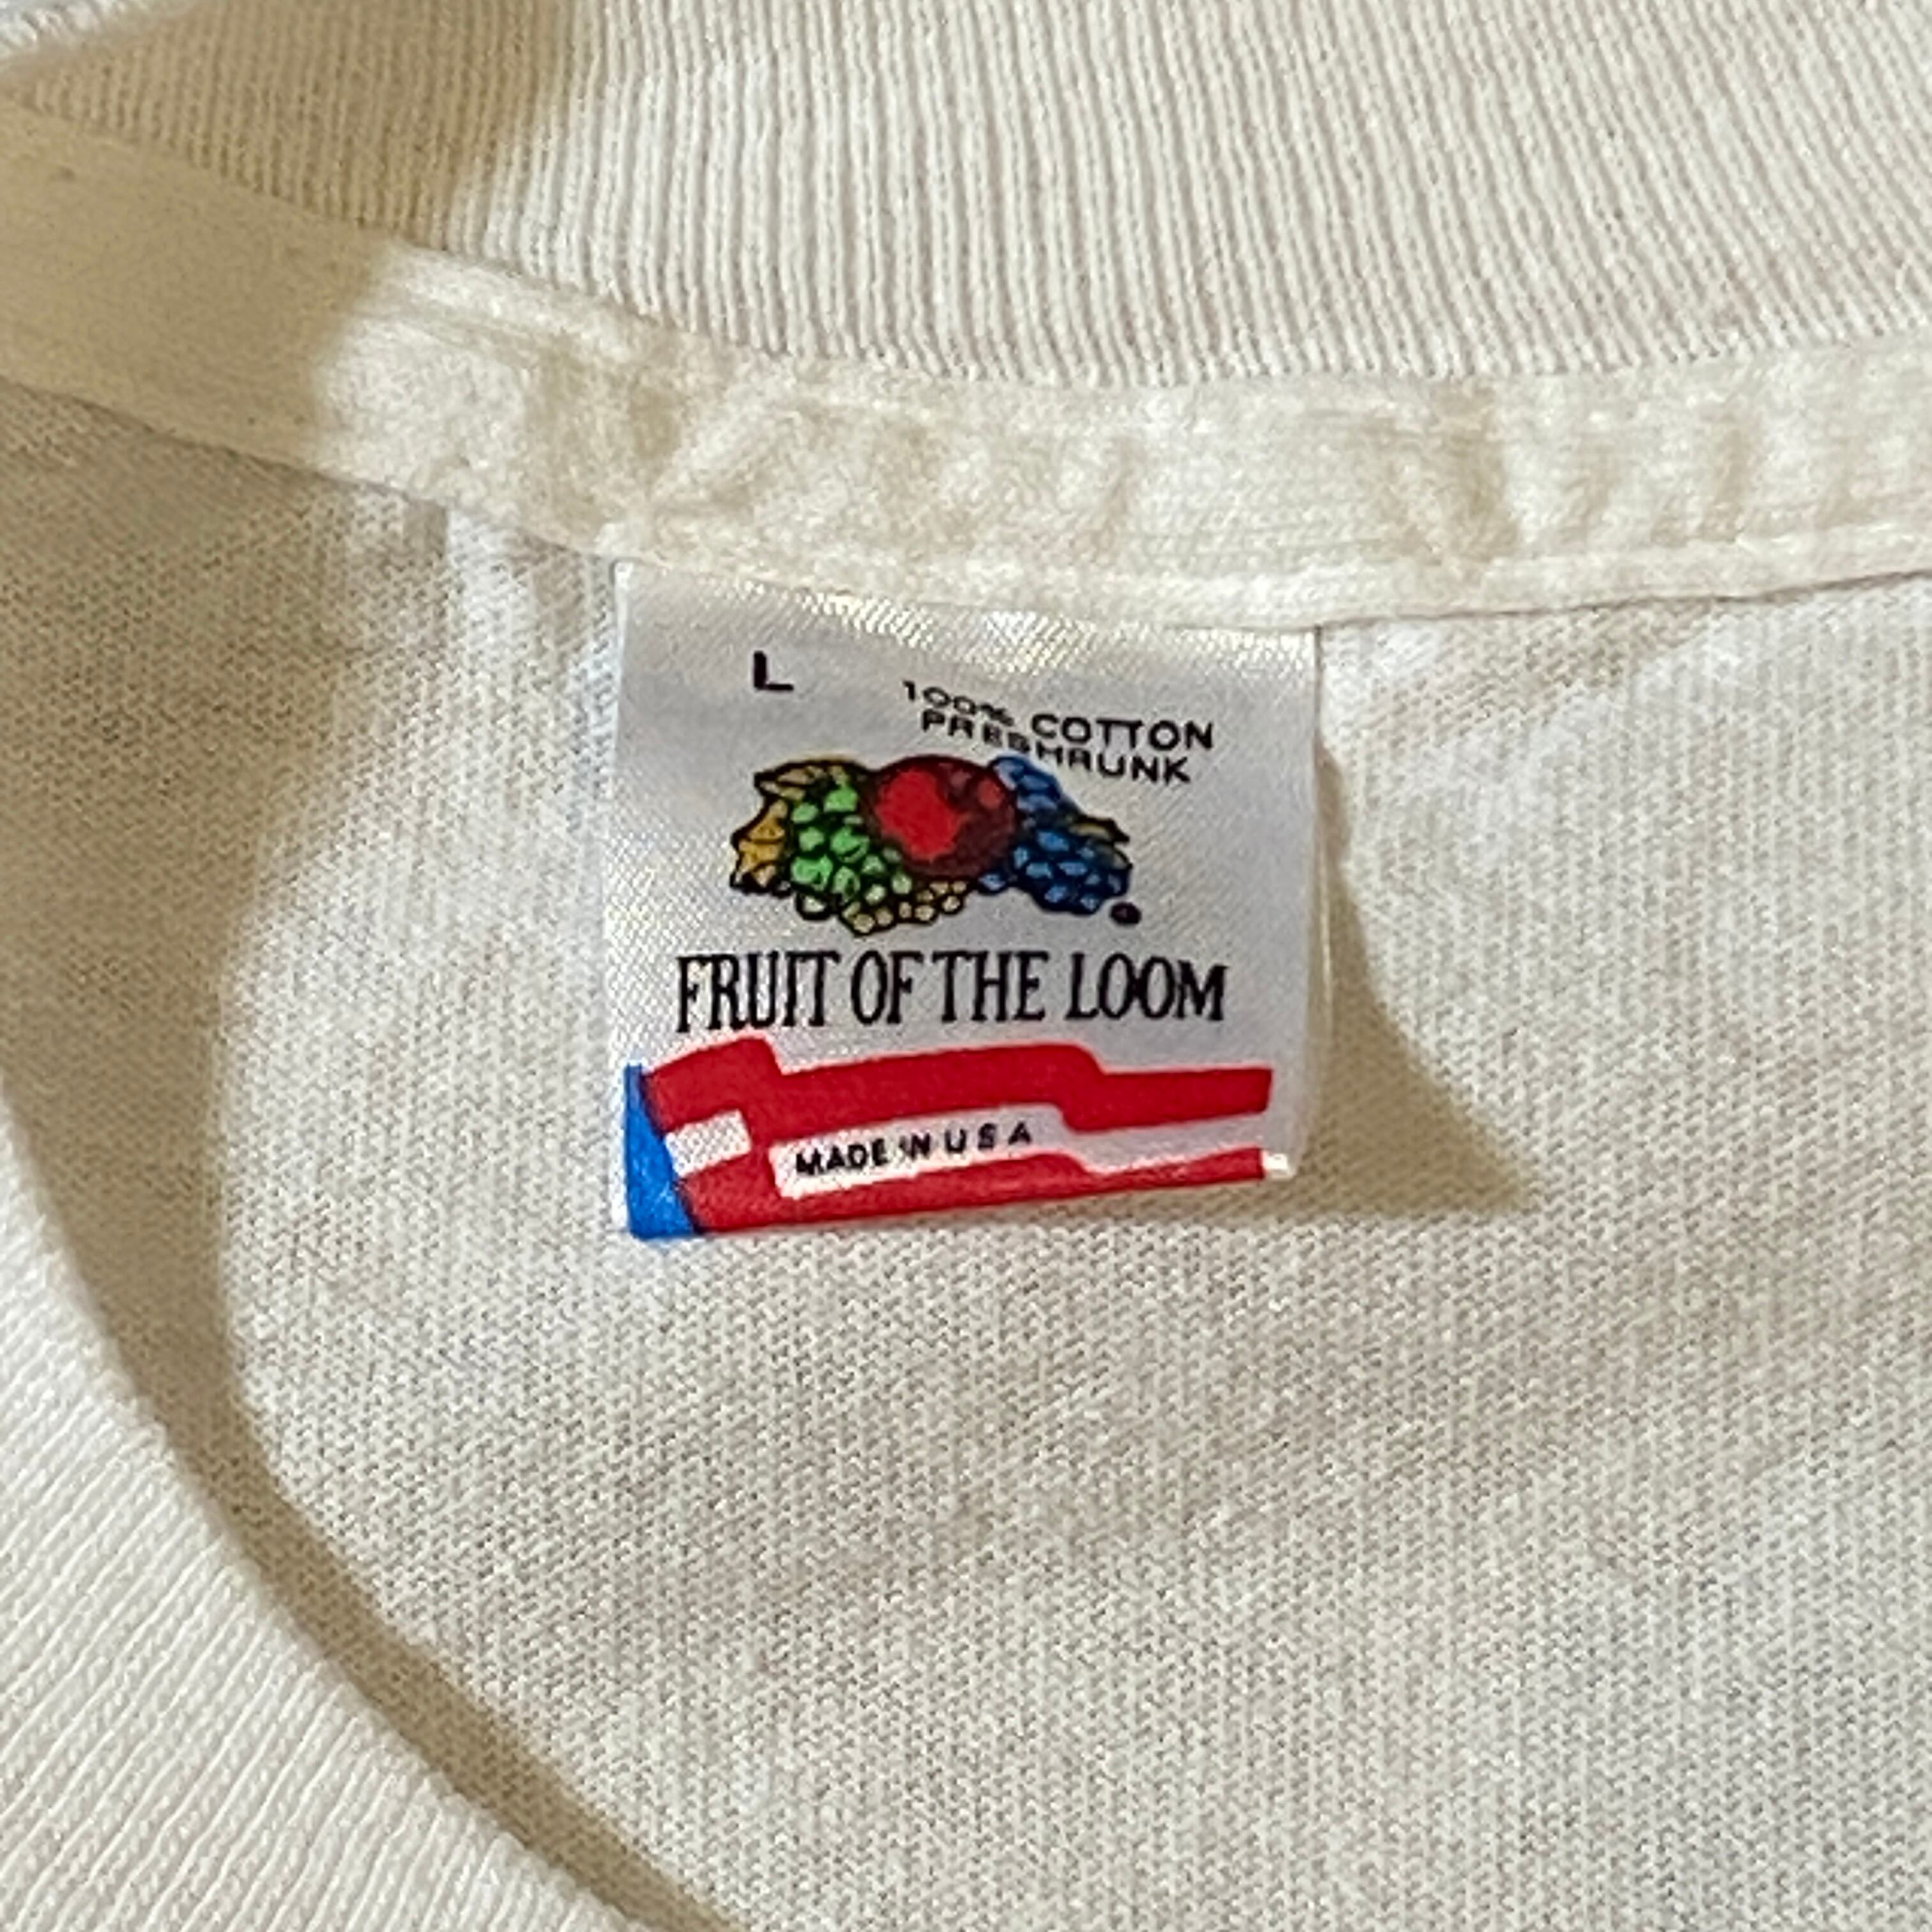 L
100% COTTON
PRESHRUNK
FRUIT OF THE LOOM
MADE IN U S A